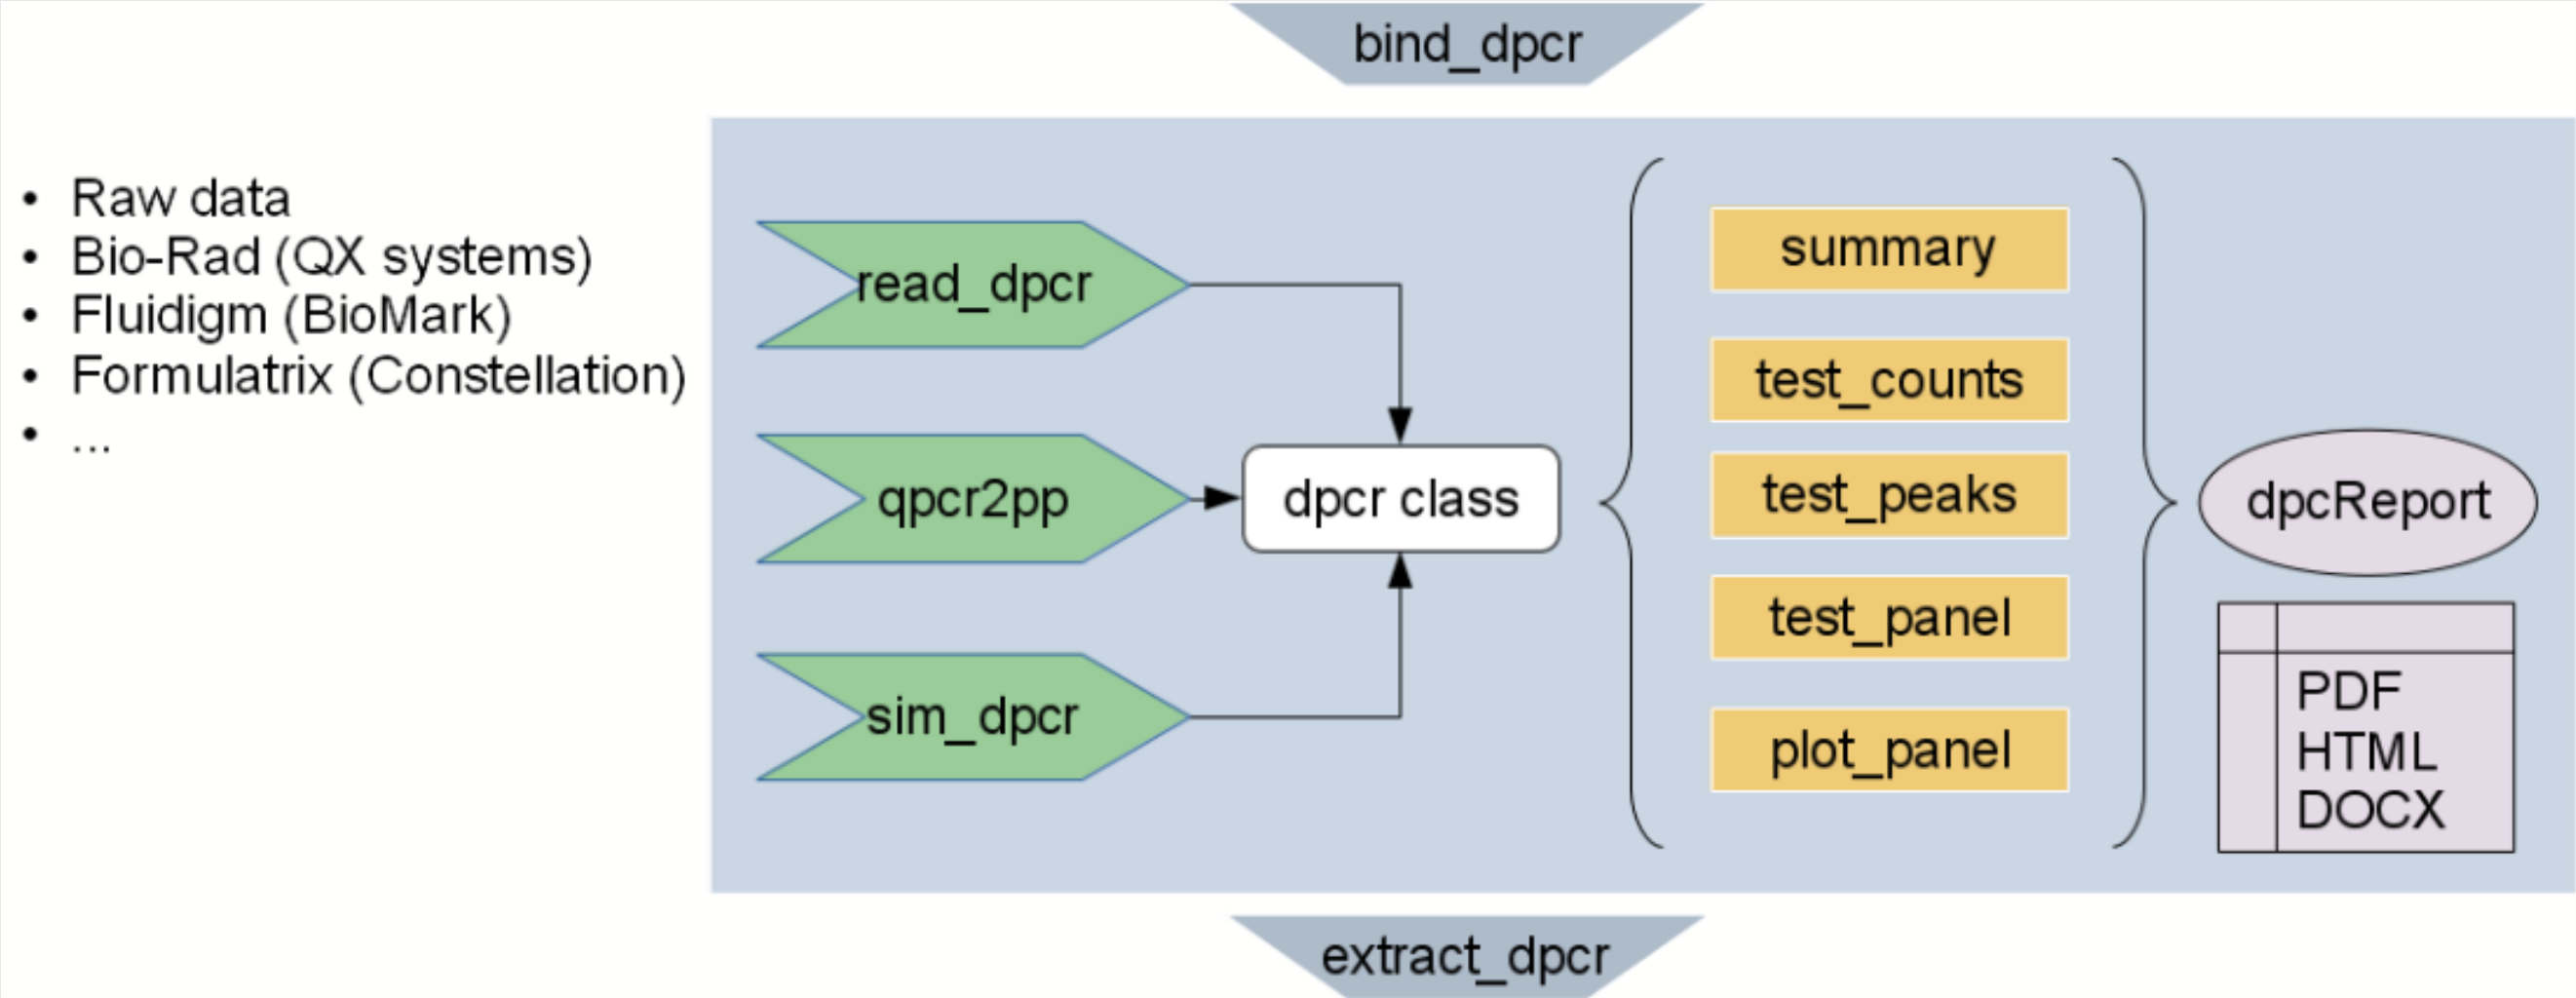 bind_dpcr
• Raw data
• Bio-Rad (QX systems)
• Fluidigm (BioMark)
• Formulatrix (Constellation)
• ...
read_dpcr
qpcr2pp
sim_dpcr
dpcr class
summary
test_counts
test_peaks
test_panel
plot_panel
dpcReport
PDF
HTML
DOCX
extract_dpcr